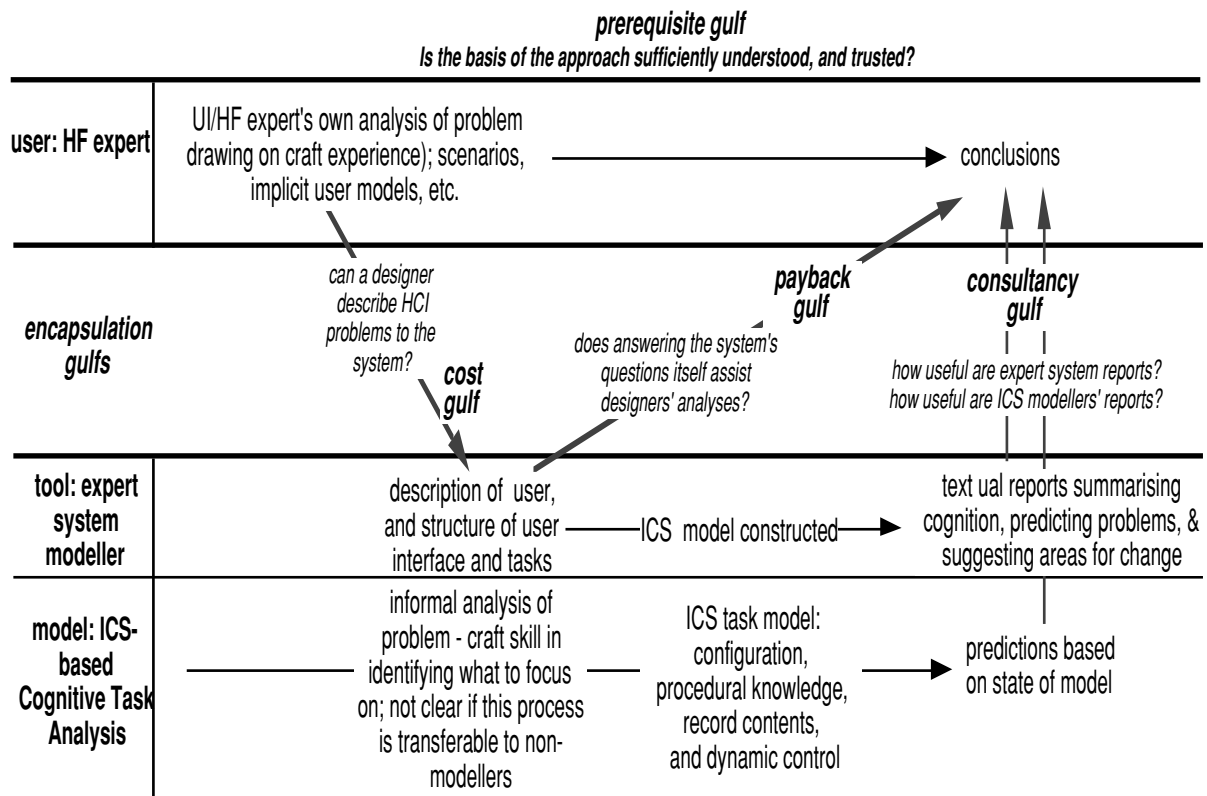 prerequisite gulf
Is the basis of the approach sufficiently understood, and trusted?
user: HF expert
UI/HF expert's own analysis of problem
drawing on craft experience); scenarios,
implicit user models, etc.
conclusions
encapsulation
gulfs
can a designer
describe HCI
problems to the
system?
cost
gulf
does answering the system's
questions itself assist
designers' analyses?
payback
gulf
consultancy
gulf
how useful are expert system reports?
how useful are ICS modellers' reports?
tool: expert
system
modeller
description of user,
and structure of user
interface and tasks
ICS model constructed
text ual reports summarising
cognition, predicting problems, &
suggesting areas for change
model: ICS-
based
Cognitive Task
Analysis
informal analysis of
problem - craft skill in
identifying what to focus
on; not clear if this process
is transferable to non-
modellers
ICS task model:
configuration,
procedural knowledge,
record contents,
and dynamic control
predictions based
on state of model